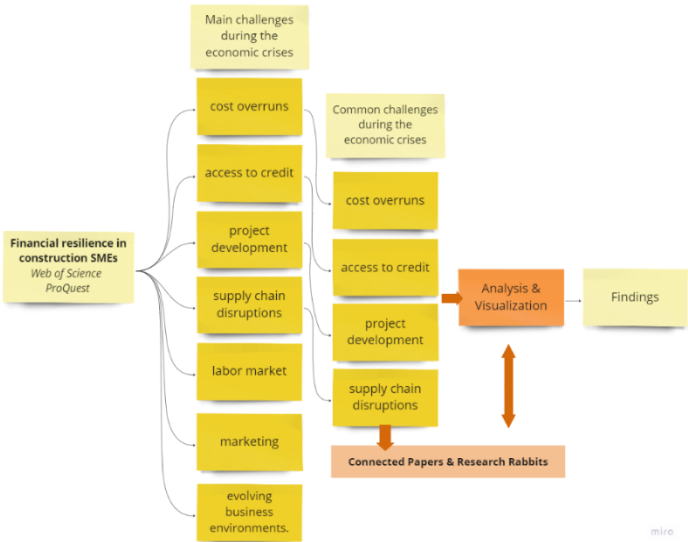 Main challenges
during the
economic crises
cost overruns
access to credit
project
development
supply chain
disruptions
labor market
marketing
evolving
business
environments.
Common challenges
during the
economic crises
cost overruns
access to credit
project
development
supply chain
disruptions
Financial resilience in
construction SMEs
Web of Science
ProQuest
Analysis &
Visualization
Findings
Connected Papers & Research Rabbits
miro